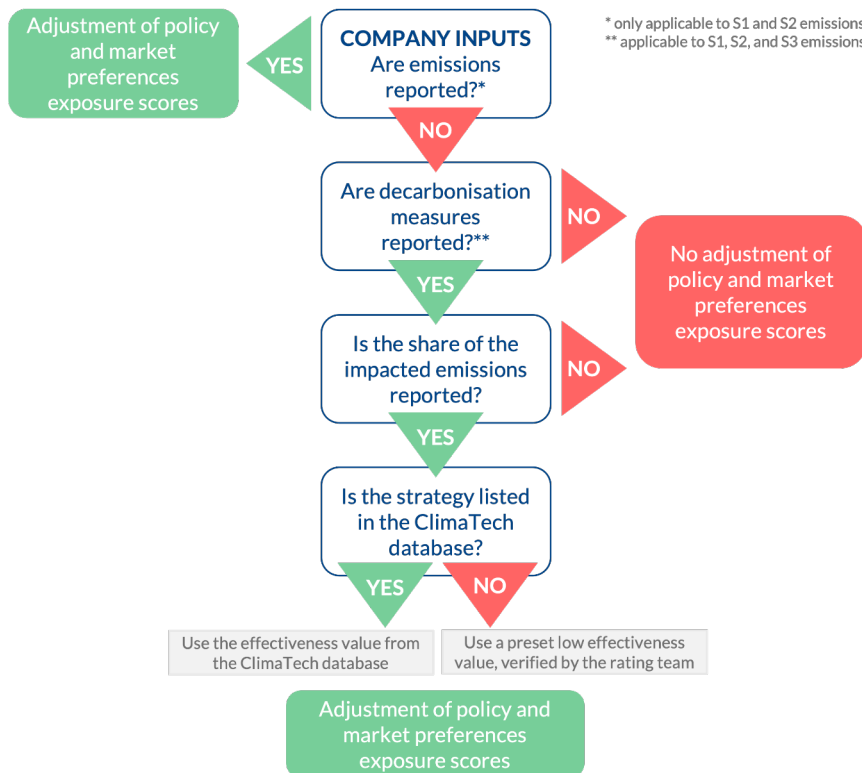 Adjustment of policy
and market
preferences
exposure scores
YES
COMPANY INPUTS
Are emissions
reported?*
* only applicable to S1 and S2 emissions
** applicable to S1, S2, and S3 emissions
NO
Are decarbonisation
measures
reported?**
NO
YES
No adjustment of
policy and market
preferences
exposure scores
Is the share of the
impacted emissions
reported?
NO
YES
Is the strategy listed
in the ClimaTech
database?
YES
NO
Use the effectiveness value from
the ClimaTech database
Use a preset low effectiveness
value, verified by the rating team
Adjustment of policy and
market preferences
exposure scores